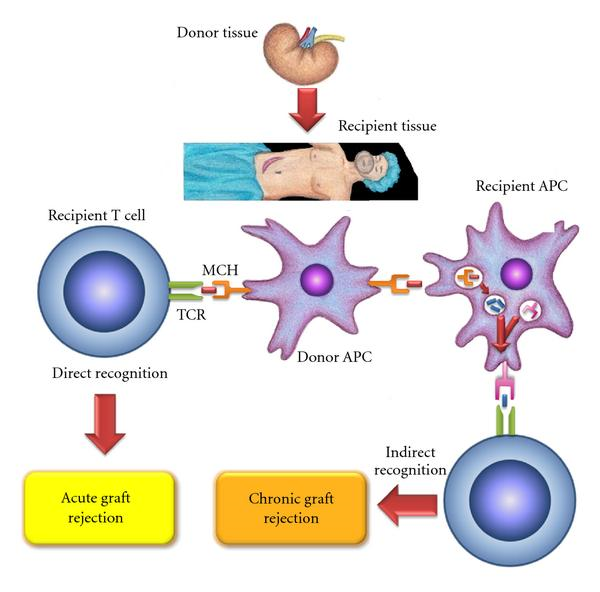 Donor tissue
Recipient tissue
Recipient APC
Recipient T cell
MCH
TCR
Donor APC
Direct recognition
Indirect
recognition
Acute graft
rejection
Chronic graft
rejection